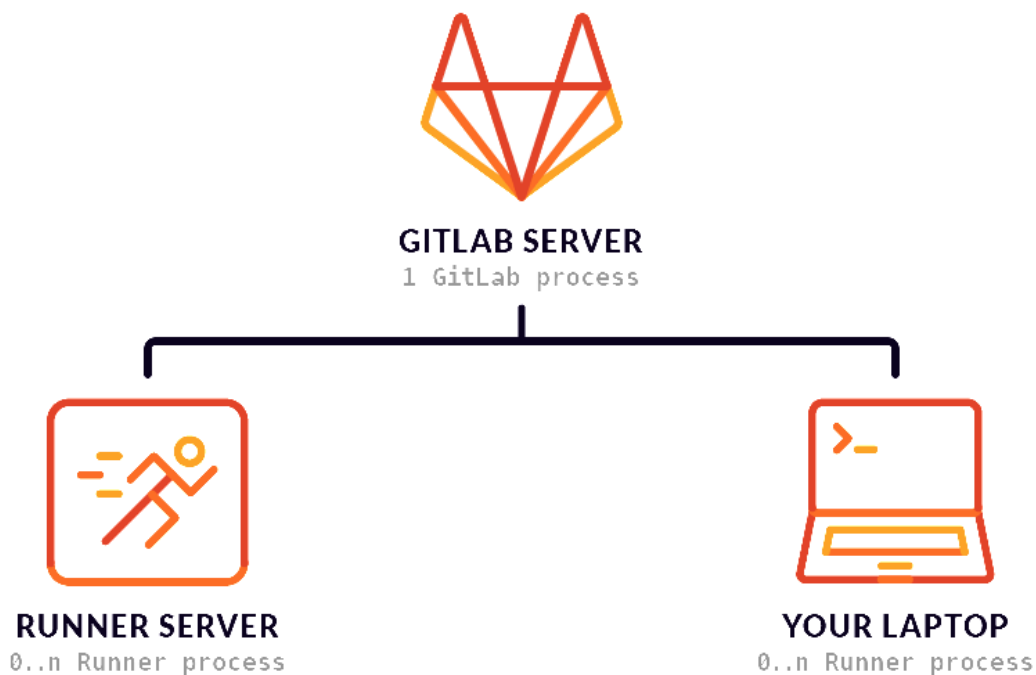 GITLAB SERVER
1 GitLab process
RUNNER SERVER
0..n Runner process
YOUR LAPTOP
0..n Runner process